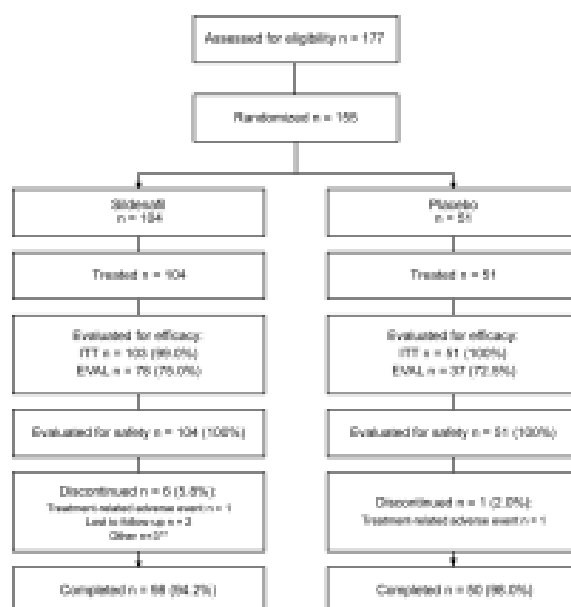 Assessed for eligibility n = 177
Randomized n = 155
Sildenafil
n = 104
Placebo
n = 51
Treated n = 104
Treated n = 51
Evaluated for efficacy:
ITT n = 103 (99.0%)
EVAL n = 78 (75.0%)
Evaluated for efficacy:
ITT n = 51 (100%)
EVAL n = 37 (72.5%)
Evaluated for safety n = 104 (100%)
Evaluated for safety n = 51 (100%)
Discontinued n = 6 (5.8%):
Treatment-related adverse event n = 1
Lost to follow-up n = 2
Other
Discontinued n = 1 (2.0%):
Treatment-related adverse event n = 1
Completed n = 98 (94.2%)
Completed n = 50 (98.0%)